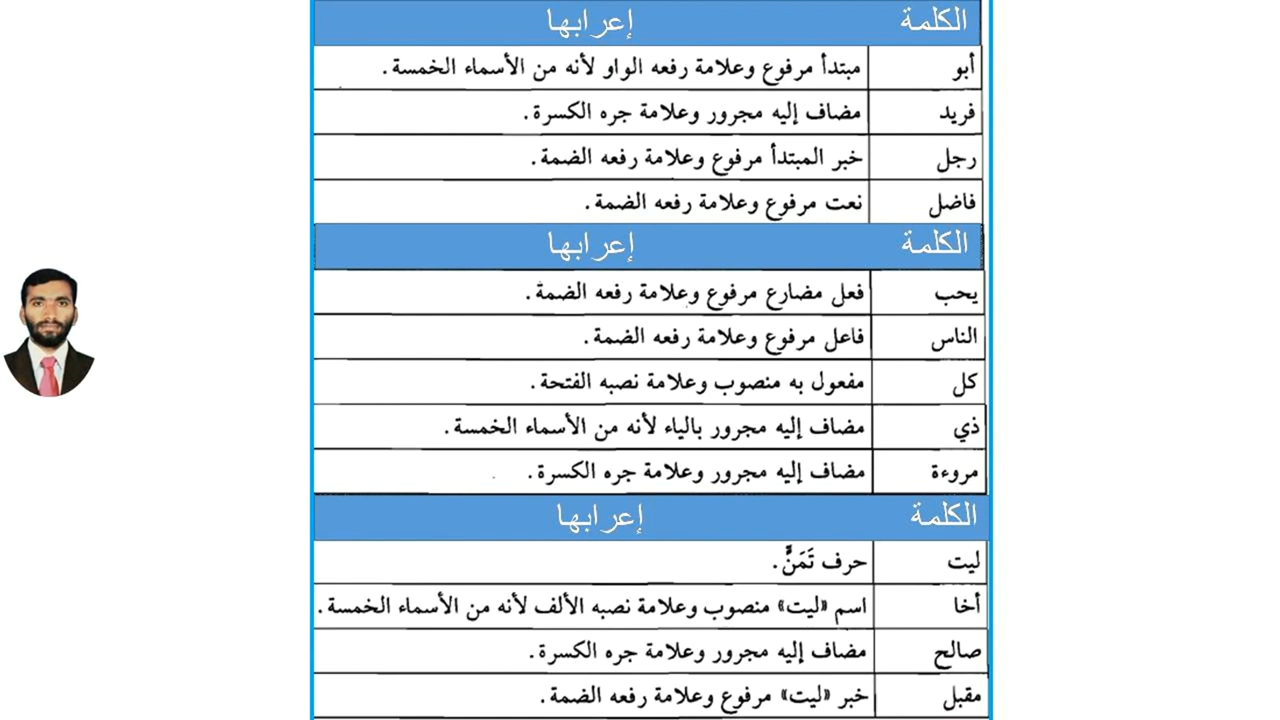 الكلمة إعرابها
أبو مبتدأ مرفوع وعلامة رفعه الواو لأنه من الأسماء الخمسة.
فريد مضاف إليه مجرور وعلامة جره الكسرة.
رجل خبر المبتدأ مرفوع وعلامة رفعه الضمة.
فاضل نعت مرفوع وعلامة رفعه الضمة.
الكلمة إعرابها
يحب فعل مضارع مرفوع وعلامة رفعه الضمة.
الناس فاعل مرفوع وعلامة رفعه الضمة.
كل مفعول به منصوب وعلامة نصبه الفتحة.
ذي مضاف إليه مجرور بالياء لأنه من الأسماء الخمسة.
مروءة مضاف إليه مجرور وعلامة جره الكسرة.
الكلمة إعرابها
ليت حرف تَمَنٍّ.
أخا اسم «ليت» منصوب وعلامة نصبه الألف لأنه من الأسماء الخمسة.
صالح مضاف إليه مجرور وعلامة جره الكسرة.
مقبل خبر «ليت» مرفوع وعلامة رفعه الضمة.